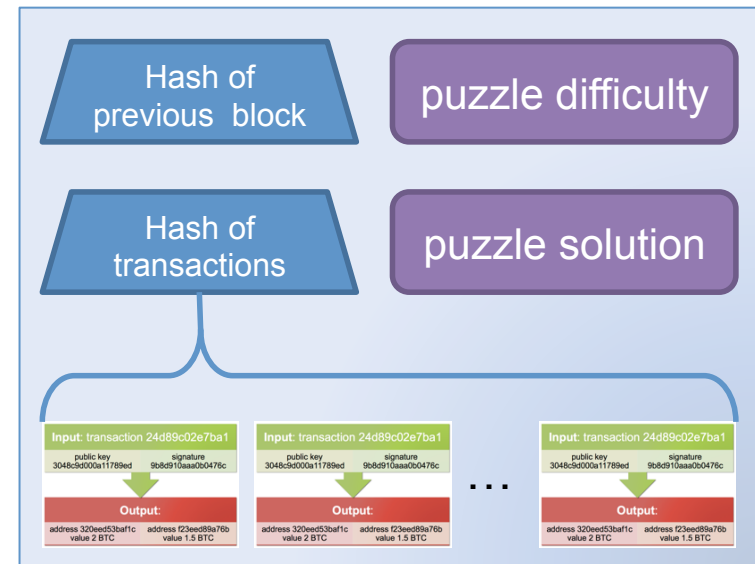 Hash of
previous block
puzzle difficulty
Hash of
transactions
puzzle solution
Input: transaction 24d89c02e7ba1
public key signature
3048c9d000a11789ed 9b8d910aaa0b0476c
Output:
address 320eed53baf1c address f23eed89a76b
value 2 BTC value 1.5 BTC
Input: transaction 24d89c02e7ba1
public key signature
3048c9d000a11789ed 9b8d910aaa0b0476c
Output:
address 320eed53baf1c address f23eed89a76b
value 2 BTC value 1.5 BTC
...
Input: transaction 24d89c02e7ba1
public key signature
3048c9d000a11789ed 9b8d910aaa0b0476c
Output:
address 320eed53baf1c address f23eed89a76b
value 2 BTC value 1.5 BTC